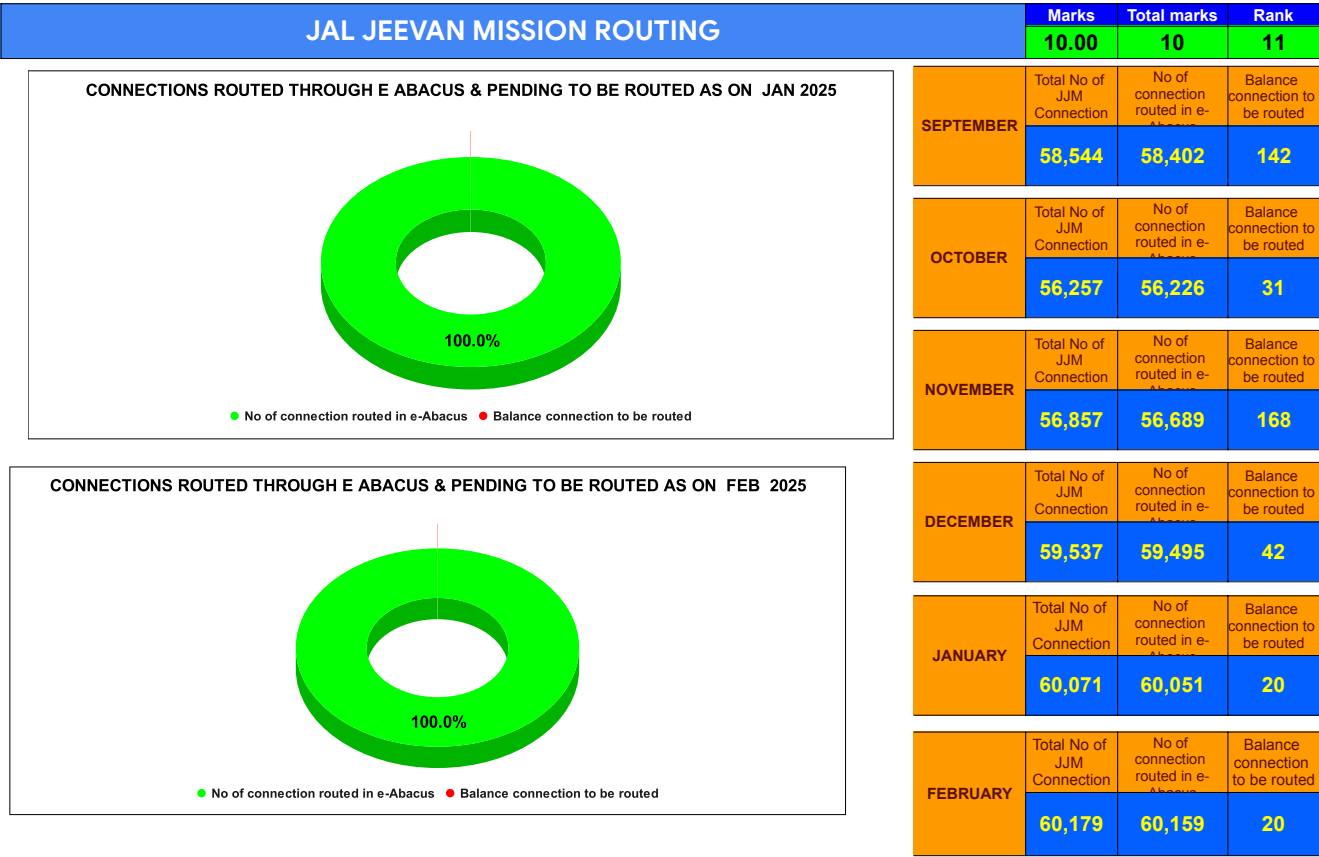 JAL JEEVAN MISSION ROUTING
Marks Total marks Rank
10.00 10 11
CONNECTIONS ROUTED THROUGH E ABACUS & PENDING TO BE ROUTED AS ON JAN 2025
100.0%
No of connection routed in e-Abacus Balance connection to be routed
CONNECTIONS ROUTED THROUGH E ABACUS & PENDING TO BE ROUTED AS ON FEB 2025
100.0%
No of connection routed in e-Abacus Balance connection to be routed
SEPTEMBER
Total No of
JJM
Connection
No of
connection
routed in e-
Abacus
Balance
connection to
be routed
58,544 58,402 142
OCTOBER
Total No of
JJM
Connection
No of
connection
routed in e-
Abacus
Balance
connection to
be routed
56,257 56,226 31
NOVEMBER
Total No of
JJM
Connection
No of
connection
routed in e-
Abacus
Balance
connection to
be routed
56,857 56,689 168
DECEMBER
Total No of
JJM
Connection
No of
connection
routed in e-
Abacus
Balance
connection to
be routed
59,537 59,495 42
JANUARY
Total No of
JJM
Connection
No of
connection
routed in e-
Abacus
Balance
connection to
be routed
60,071 60,051 20
FEBRUARY
Total No of
JJM
Connection
No of
connection
routed in e-
Abacus
Balance
connection
to be routed
60,179 60,159 20